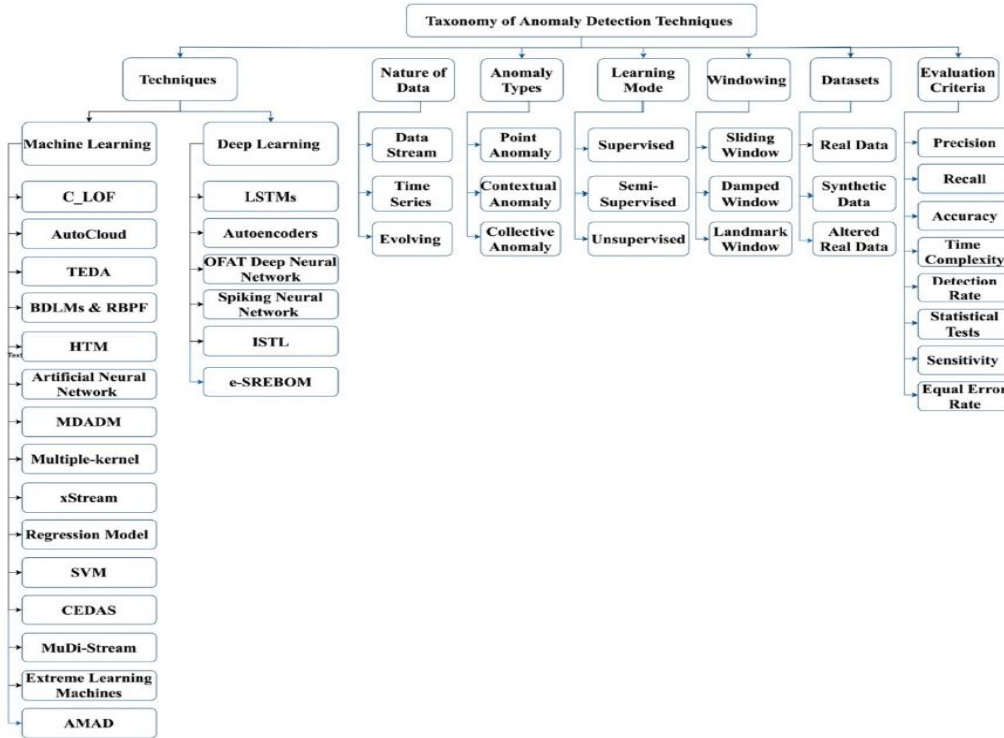 Taxonomy of Anomaly Detection Techniques
Techniques
Nature of
Data
Anomaly
Types
Learning
Mode
Windowing
Datasets
Evaluation
Criteria
Machine Learning
C_LOF
AutoCloud
TEDA
BDLMs & RBPF
HTM
Text
Artificial Neural
Network
MDADM
Multiple-kernel
xStream
Regression Model
SVM
CEDAS
MuDi-Stream
Extreme Learning
Machines
AMAD
Deep Learning
LSTMs
Autoencoders
OFAT Deep Neural
Network
Spiking Neural
Network
ISTL
e-SREBOM
Data
Stream
Time
Series
Evolving
Point
Anomaly
Contextual
Anomaly
Collective
Anomaly
Supervised
Semi-
Supervised
Unsupervised
Sliding
Window
Damped
Window
Landmark
Window
Real Data
Synthetic
Data
Altered
Real Data
Precision
Recall
Accuracy
Time
Complexity
Detection
Rate
Statistical
Tests
Sensitivity
Equal Error
Rate